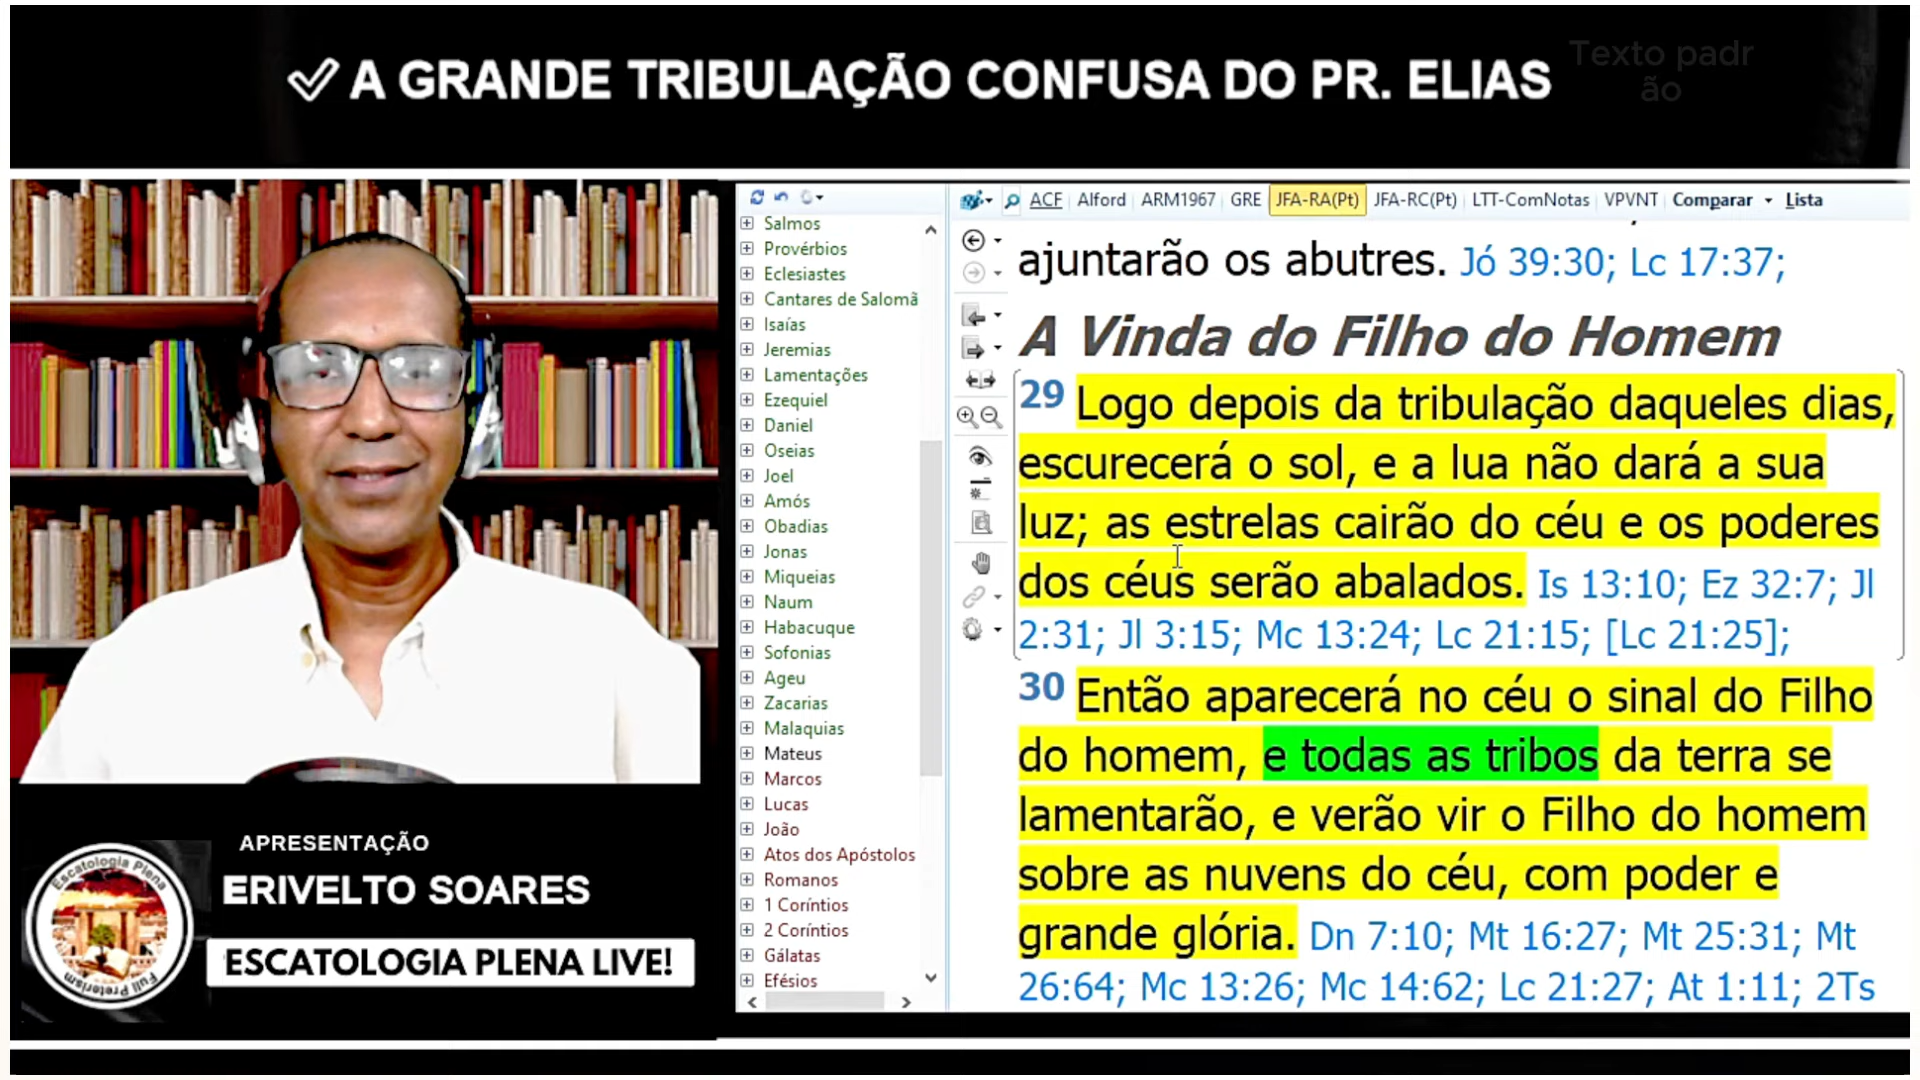 A GRANDE TRIBULAÇÃO CONFUSA DO PR. ELIAS
Texto padr
ão
Salmos
Provérbios
Eclesiastes
Cantares de Salomã
Isaías
Jeremias
Lamentações
Ezequiel
Daniel
Oseias
Joel
Amós
Obadias
Jonas
Miqueias
Naum
Habacuque
Sofonias
Ageu
Zacarias
Malaquias
Mateus
Marcos
Lucas
João
Atos dos Apóstolos
Romanos
1 Coríntios
2 Coríntios
Gálatas
Efésios
ACF Alford ARM1967 GRE JFA-RA(Pt) JFA-RC(Pt) LTT-ComNotas VPVNT Comparar Lista
ajuntarão os abutres. Jó 39:30; Lc 17:37;
A Vinda do Filho do Homem
29 Logo depois da tribulação daqueles dias,
escurecerá o sol, e a lua não dará a sua
luz; as estrelas cairão do céu e os poderes
dos céus serão abalados. Is 13:10; Ez 32:7; Jl
2:31; Jl 3:15; Mc 13:24; Lc 21:15; [Lc 21:25];
30 Então aparecerá no céu o sinal do Filho
do homem, e todas as tribos da terra se
lamentarão, e verão vir o Filho do homem
sobre as nuvens do céu, com poder e
grande glória. Dn 7:10; Mt 16:27; Mt 25:31; Mt
26:64; Mc 13:26; Mc 14:62; Lc 21:27; At 1:11; 2Ts
APRESENTAÇÃO
ERIVELTO SOARES
ESCATOLOGIA PLENA LIVE!
Escatologia Plena
Full Preterism